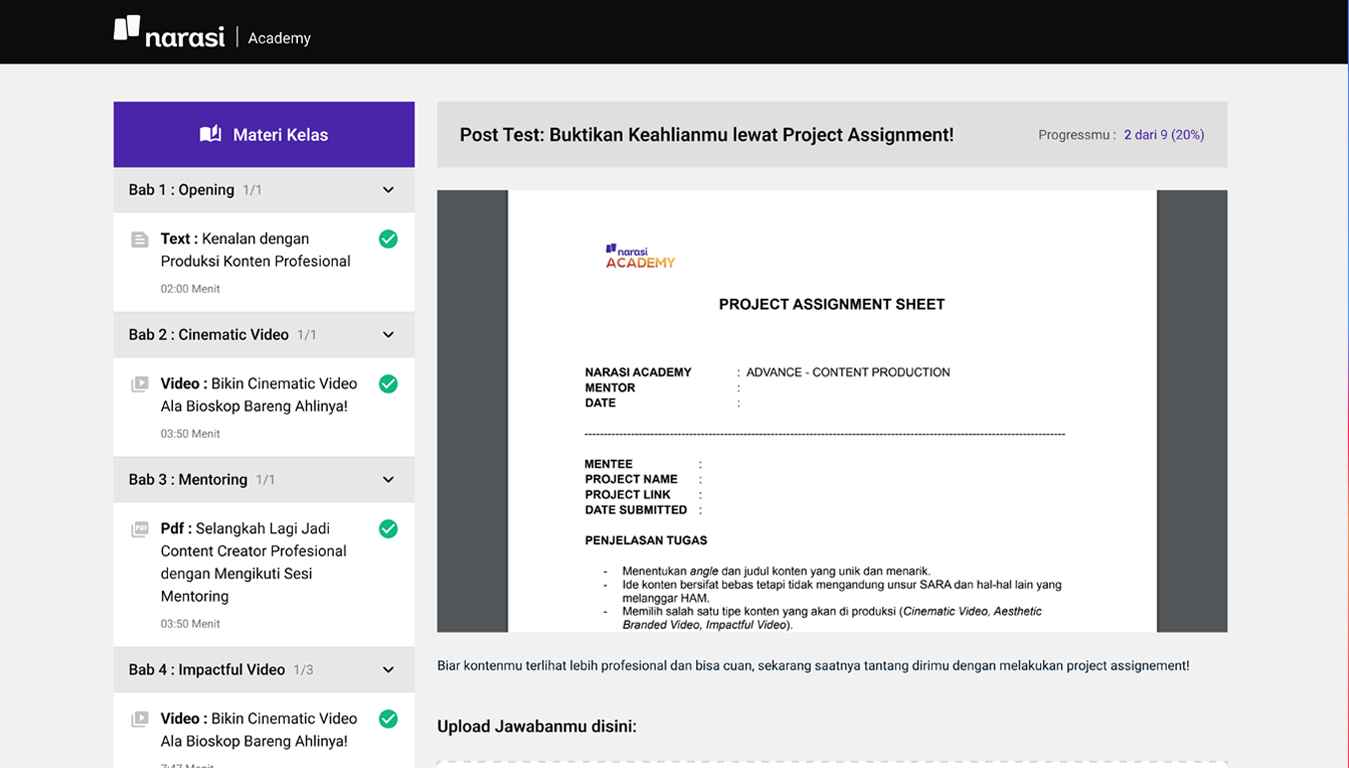 narasi | Academy
Materi Kelas
Bab 1 : Opening 1/1
Text : Kenalan dengan
Produksi Konten Profesional
02:00 Menit
Bab 2 : Cinematic Video 1/1
Video : Bikin Cinematic Video
Ala Bioskop Bareng Ahlinya!
03:50 Menit
Bab 3 : Mentoring 1/1
PDF
Pdf : Selangkah Lagi Jadi
Content Creator Profesional
dengan Mengikuti Sesi
Mentoring
03:50 Menit
Bab 4 : Impactful Video 1/3
Video : Bikin Cinematic Video
Ala Bioskop Bareng Ahlinya!
7:47 Menit
Post Test: Buktikan Keahlianmu lewat Project Assignment!
Progressmu : 2 dari 9 (20%)
narasi
ACADEMY
PROJECT ASSIGNMENT SHEET
NARASI ACADEMY : ADVANCE - CONTENT PRODUCTION
MENTOR :
DATE :
MENTEE :
PROJECT NAME :
PROJECT LINK :
DATE SUBMITTED :
PENJELASAN TUGAS
- Menentukan angle dan judul konten yang unik dan menarik.
- Ide konten bersifat bebas tetapi tidak mengandung unsur SARA dan hal-hal lain yang
melanggar HAM.
- Memilih salah satu tipe konten yang akan di produksi (Cinematic Video, Aesthetic
Branded Video, Impactful Video).
Biar kontenmu terlihat lebih profesional dan bisa cuan, sekarang saatnya tantang dirimu dengan melakukan project assignement!
Upload Jawabanmu disini: